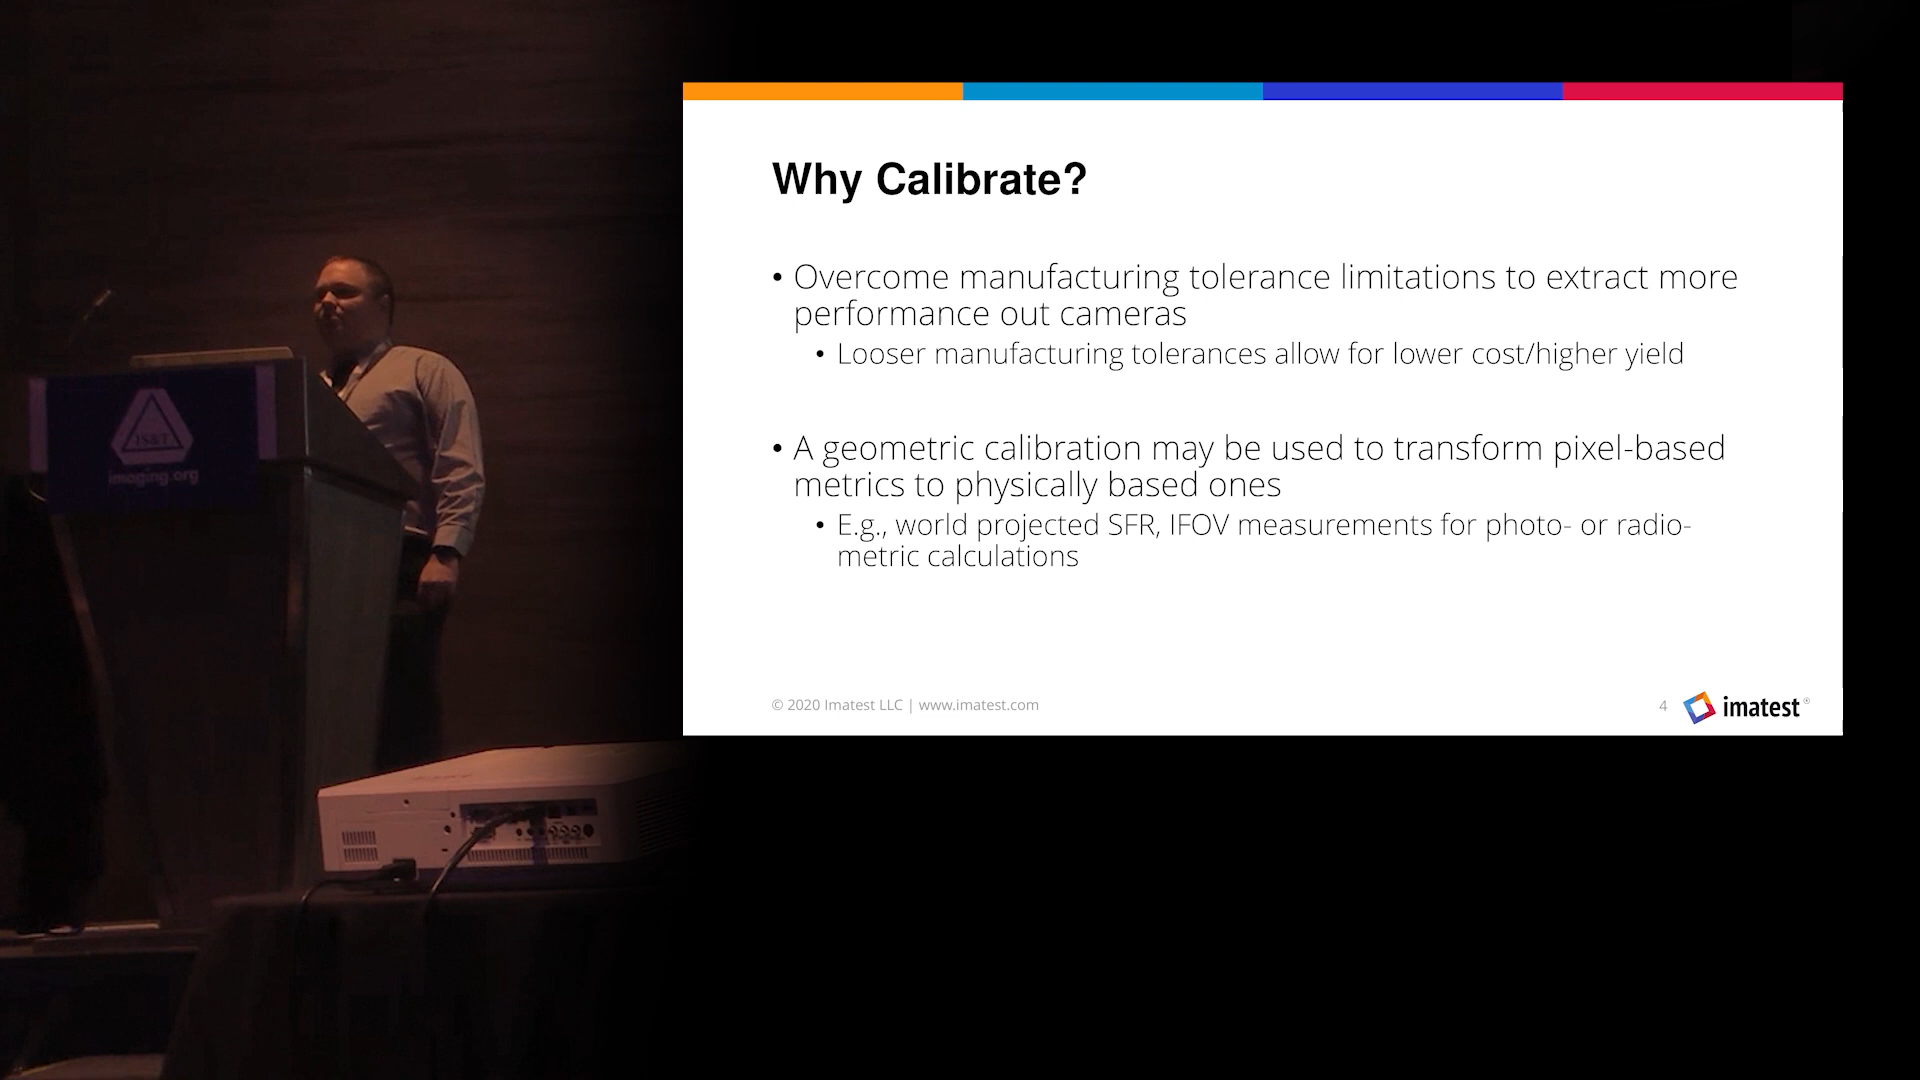 IS&T
imaging.org
Why Calibrate?
• Overcome manufacturing tolerance limitations to extract more
performance out cameras
• Looser manufacturing tolerances allow for lower cost/higher yield
• A geometric calibration may be used to transform pixel-based
metrics to physically based ones
• E.g., world projected SFR, IFOV measurements for photo- or radio-
metric calculations
© 2020 Imatest LLC | www.imatest.com
4
imatest®